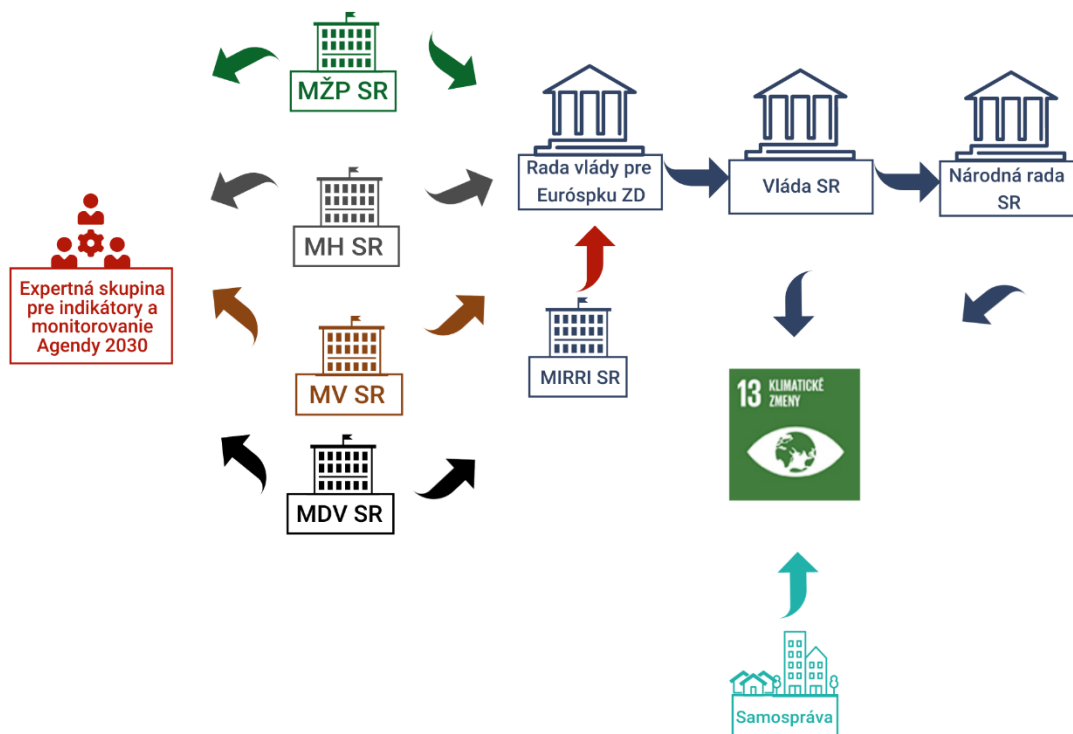 MŽP SR
Rada vlády pre
Euróspku ZD
Vláda SR
Národná rada
SR
MH SR
Expertná skupina
pre indikátory a
monitorovanie
Agendy 2030
MV SR
MIRRI SR
13 KLIMATICKÉ
ZMENY
MDV SR
Samospráva